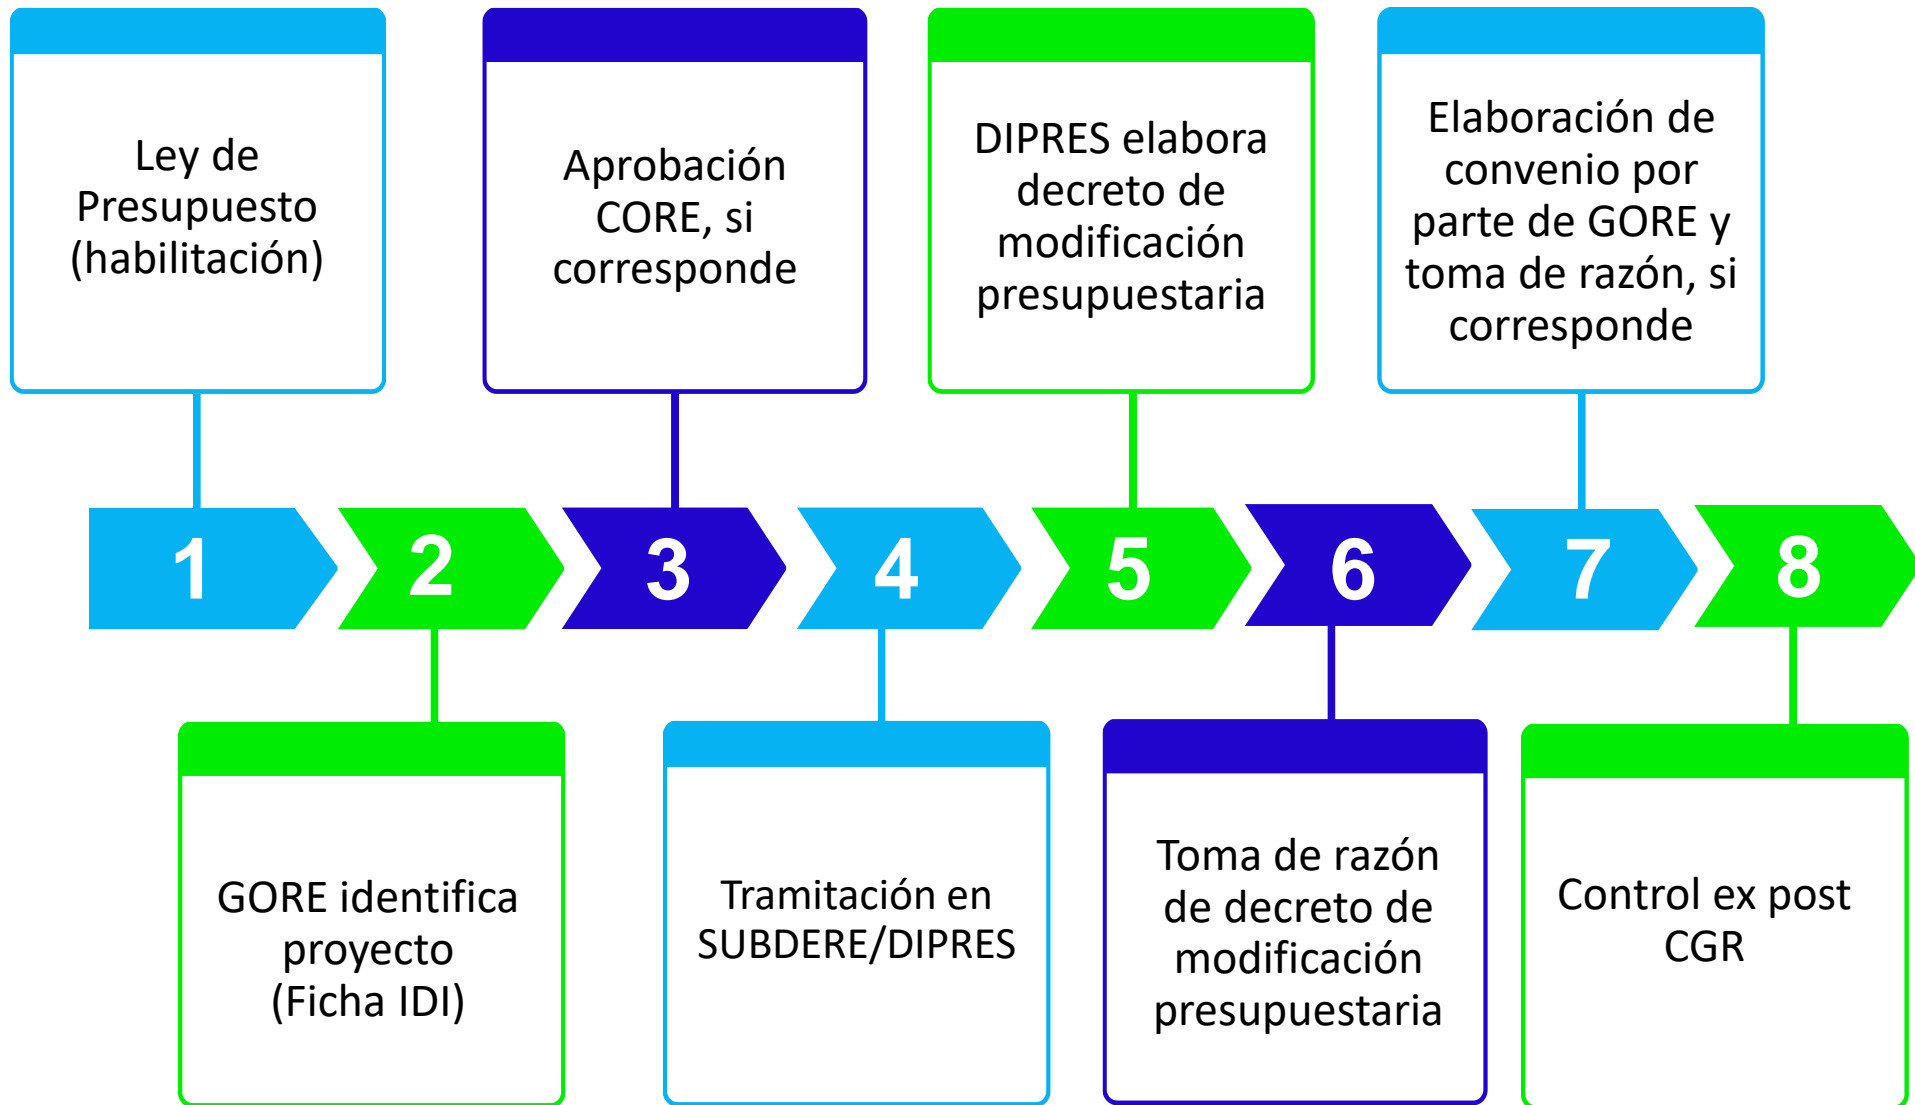 Ley de
Presupuesto
(habilitación)
Aprobación
CORE, si
corresponde
DIPRES elabora
decreto de
modificación
presupuestaria
Elaboración de
convenio por
parte de GORE y
toma de razón, si
corresponde
1
2
3
4
5
6
7
8
GORE identifica
proyecto
(Ficha IDI)
Tramitación en
SUBDERE/DIPRES
Toma de razón
de decreto de
modificación
presupuestaria
Control ex post
CGR